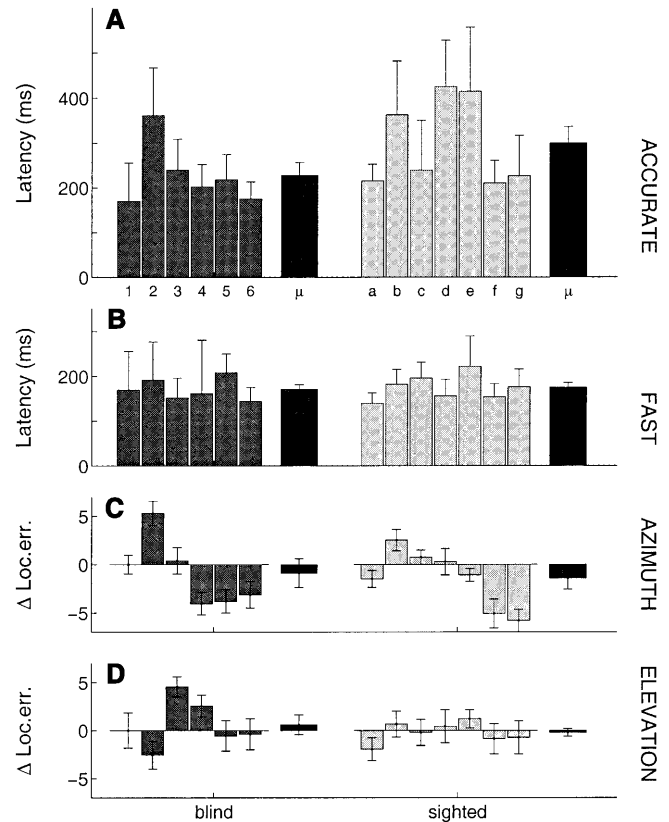 A
Latency (ms)
400
200
0
ACCURATE
1 2 3 4 5 6 μ a b c d e f g μ
B
Latency (ms)
200
0
FAST
C
Δ Loc.err.
5
0
−5
AZIMUTH
D
Δ Loc.err.
5
0
−5
ELEVATION
blind sighted